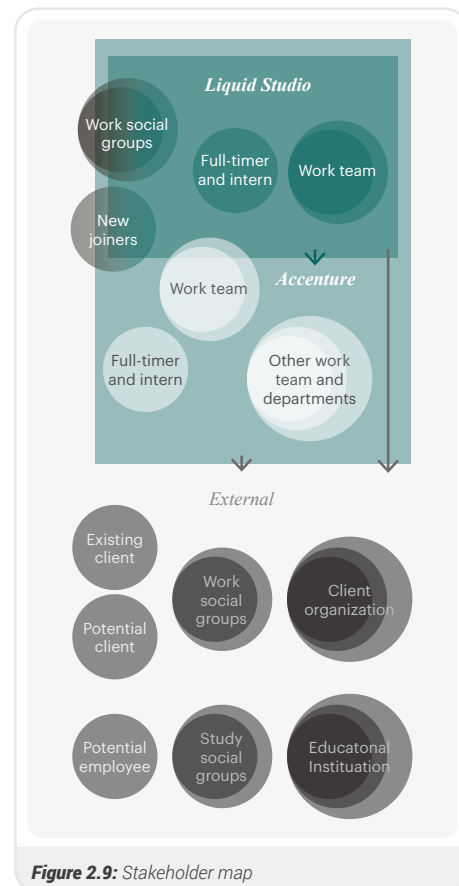 Liquid Studio
Work social
groups
Full-timer
and intern
Work team
New
joiners
Accenture
Work team
Full-timer
and intern
Other work
team and
departments
External
Existing
client
Work
social
groups
Client
organization
Potential
client
Potential
employee
Study
social
groups
Educatonal
Instituation
Figure 2.9: Stakeholder map